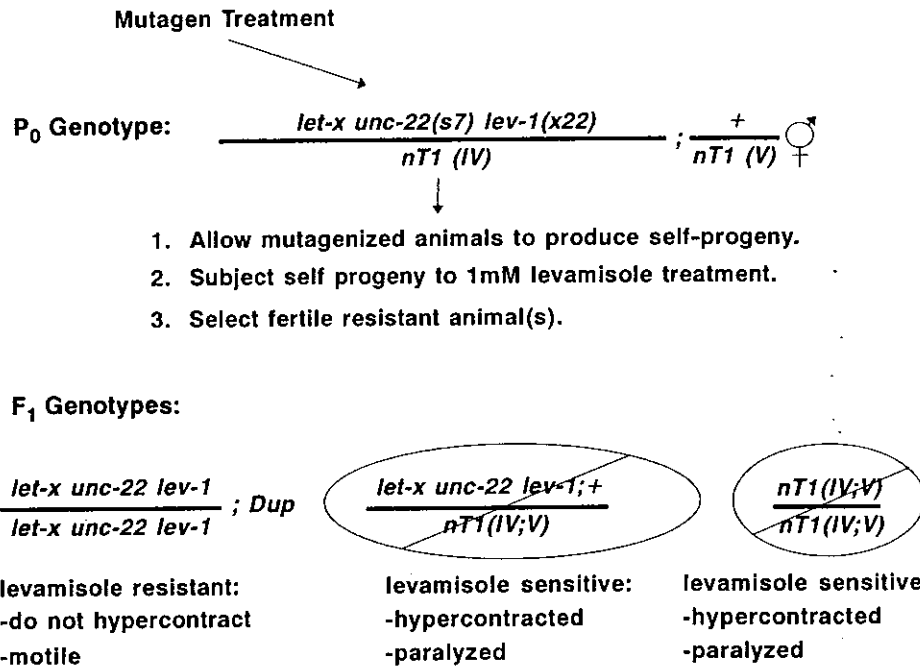 Mutagen Treatment
P0 Genotype:
let-x unc-22(s7) lev-1(x22)
nT1 (IV)
;
+
nT1 (V)
⚥
1. Allow mutagenized animals to produce self-progeny.
2. Subject self progeny to 1mM levamisole treatment.
3. Select fertile resistant animal(s).
F1 Genotypes:
let-x unc-22 lev-1
let-x unc-22 lev-1
; Dup
let-x unc-22 lev-1;+
nT1(IV;V)
nT1(IV;V)
nT1(IV;V)
levamisole resistant:
-do not hypercontract
-motile
levamisole sensitive:
-hypercontracted
-paralyzed
levamisole sensitive
-hypercontracted
-paralyzed